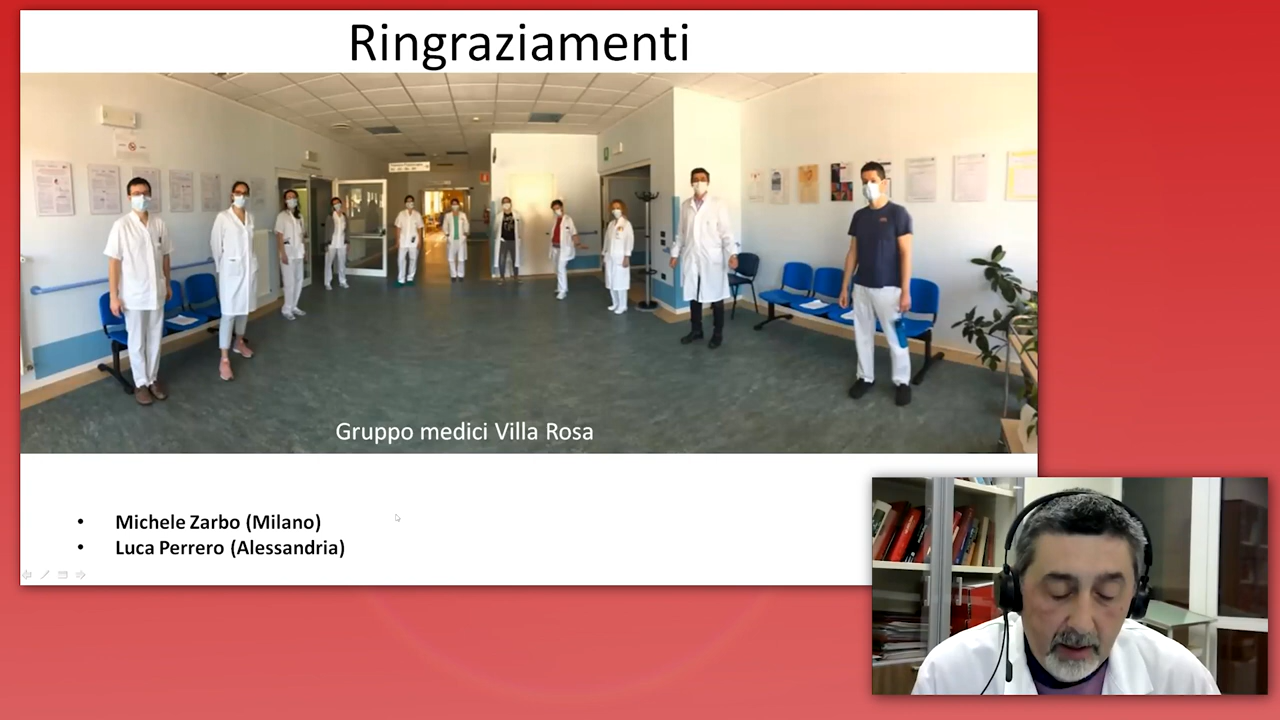 Ringraziamenti
Gruppo medici Villa Rosa
• Michele Zarbo (Milano)
• Luca Perrero (Alessandria)